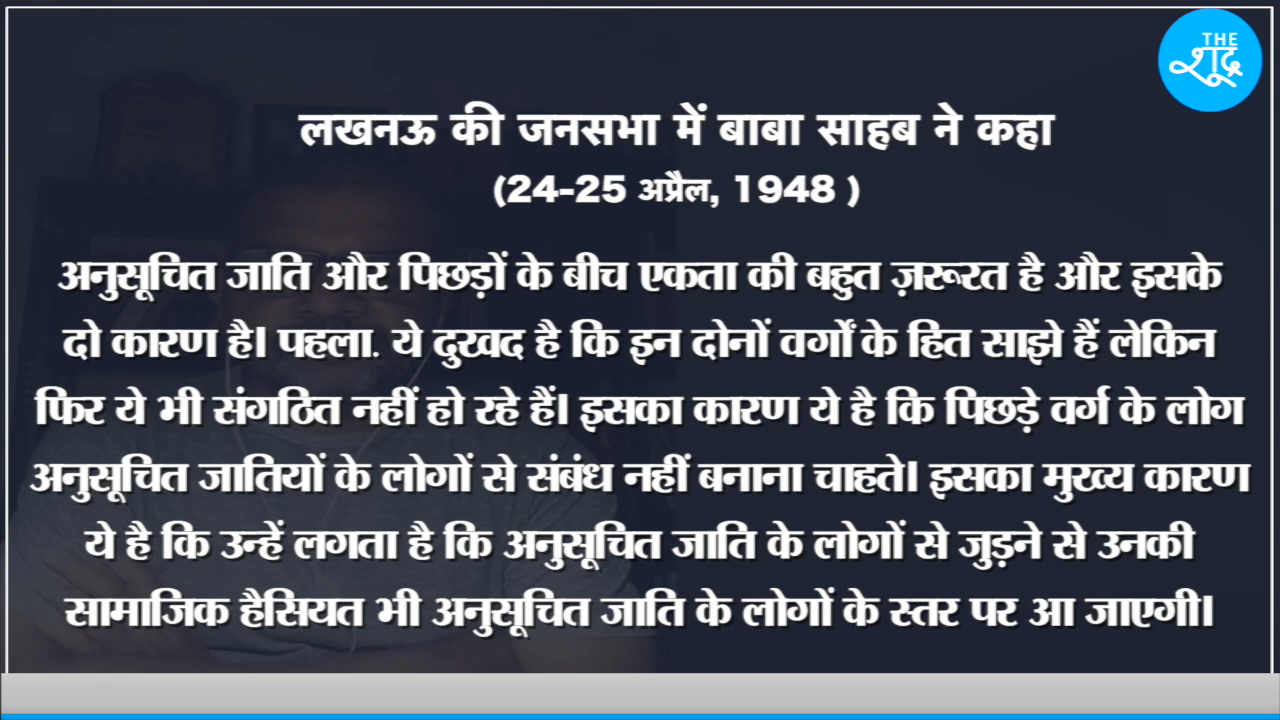 THE
शूद्र
लखनऊ की जनसभा में बाबा साहब ने कहा
(24-25 अप्रैल, 1948 )
अनुसूचित जाति और पिछड़ों के बीच एकता की बहुत ज़रूरत है और इसके
दो कारण है। पहला. ये दुखद है कि इन दोनों वर्गों के हित साझे हैं लेकिन
फिर ये भी संगठित नहीं हो रहे हैं। इसका कारण ये है कि पिछड़े वर्ग के लोग
अनुसूचित जातियों के लोगों से संबंध नहीं बनाना चाहते। इसका मुख्य कारण
ये है कि उन्हें लगता है कि अनुसूचित जाति के लोगों से जुड़ने से उनकी
सामाजिक हैसियत भी अनुसूचित जाति के लोगों के स्तर पर आ जाएगी।